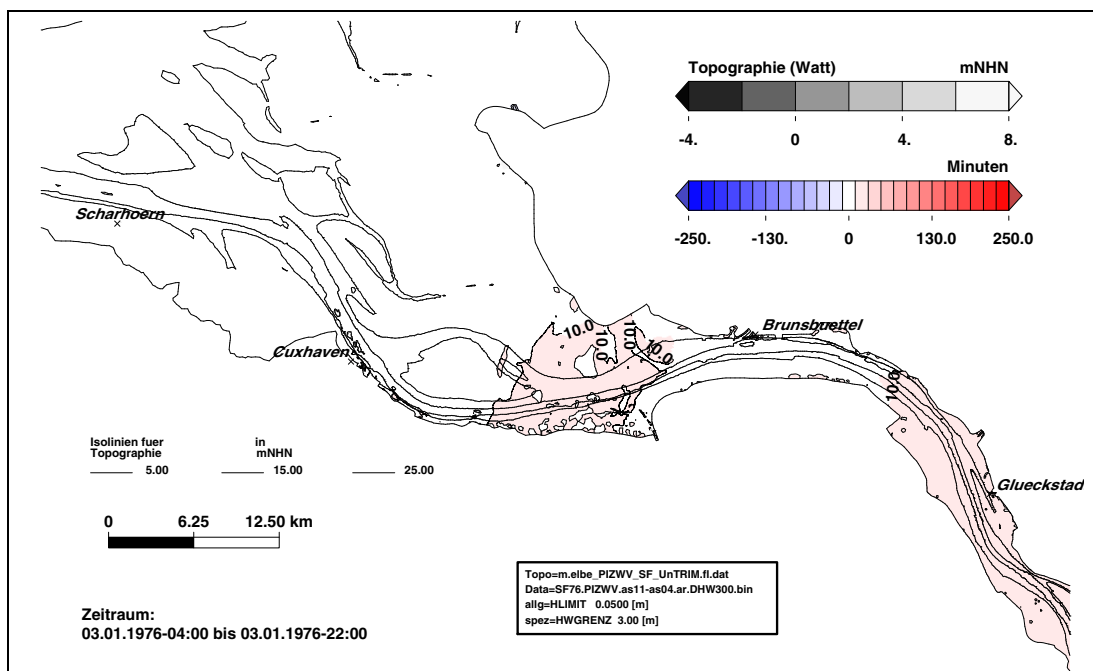 Topographie (Watt) mNHN
-4. 0 4. 8.
Minuten
-250. -130. 0 130.0 250.0
Scharhoern
Cuxhaven
Brunsbuettel
Glueckstad
10.0
10.0
10.0
10.0
10.0
Isolinien fuer in
Topographie mNHN
5.00 15.00 25.00
0 6.25 12.50 km
Topo=m.elbe_PIZWV_SF_UnTRIM.fl.dat
Data=SF76.PIZWV.as11-as04.ar.DHW300.bin
allg=HLIMIT 0.0500 [m]
spez=HWGRENZ 3.00 [m]
Zeitraum:
03.01.1976-04:00 bis 03.01.1976-22:00